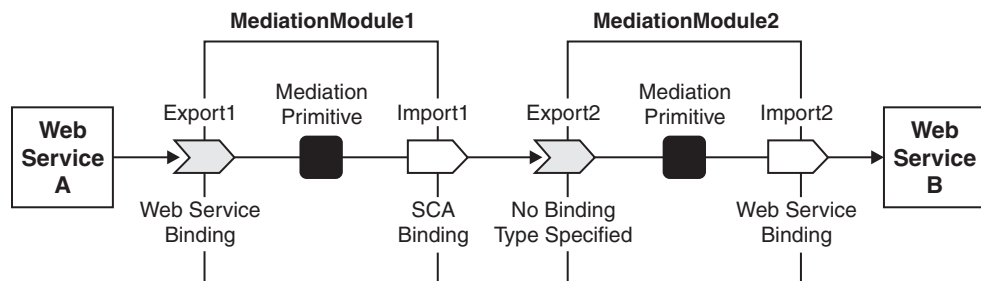 MediationModule1
MediationModule2
Mediation
Primitive
Mediation
Primitive
Export1
Import1
Export2
Import2
Web
Service
A
Web
Service
B
Web Service
Binding
SCA
Binding
No Binding
Type Specified
Web Service
Binding